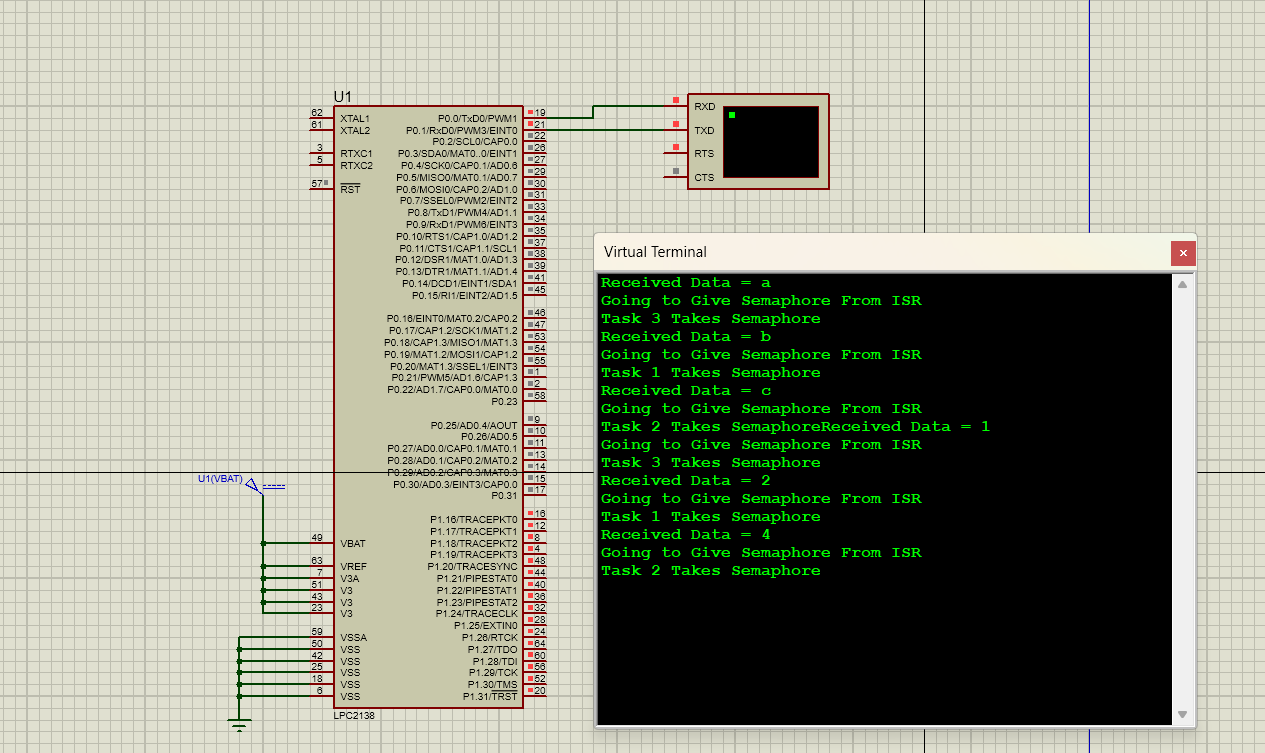 U1
62 XTAL1
61 XTAL2
3 RTXC1
5 RTXC2
57 RST
P0.0/TxD0/PWM1 19
P0.1/RxD0/PWM3/EINT0 21
P0.2/SCL0/CAP0.0 22
P0.3/SDA0/MAT0..0/EINT1 26
P0.4/SCK0/CAP0.1/AD0.6 27
P0.5/MISO0/MAT0.1/AD0.7 29
P0.6/MOSI0/CAP0.2/AD1.0 30
P0.7/SSEL0/PWM2/EINT2 31
P0.8/TxD1/PWM4/AD1.1 33
P0.9/RxD1/PWM6/EINT3 34
P0.10/RTS1/CAP1.0/AD1.2 35
P0.11/CTS1/CAP1.1/SCL1 37
P0.12/DSR1/MAT1.0/AD1.3 38
P0.13/DTR1/MAT1.1/AD1.4 39
P0.14/DCD1/EINT1/SDA1 41
P0.15/RI1/EINT2/AD1.5 45
P0.16/EINT0/MAT0.2/CAP0.2 46
P0.17/CAP1.2/SCK1/MAT1.2 47
P0.18/CAP1.3/MISO1/MAT1.3 53
P0.19/MAT1.2/MOSI1/CAP1.2 54
P0.20/MAT1.3/SSEL1/EINT3 55
P0.21/PWM5/AD1.6/CAP1.3 1
P0.22/AD1.7/CAP0.0/MAT0.0 2
P0.23 58
P0.25/AD0.4/AOUT 9
P0.26/AD0.5 10
P0.27/AD0.0/CAP0.1/MAT0.1 11
P0.28/AD0.1/CAP0.2/MAT0.2 13
P0.29/AD0.2/CAP0.3/MAT0.3 14
P0.30/AD0.3/EINT3/CAP0.0 15
P0.31 17
P1.16/TRACEPKT0 16
P1.17/TRACEPKT1 12
P1.18/TRACEPKT2 8
P1.19/TRACEPKT3 4
P1.20/TRACESYNC 48
P1.21/PIPESTAT0 44
P1.22/PIPESTAT1 40
P1.23/PIPESTAT2 36
P1.24/TRACECLK 32
P1.25/EXTIN0 28
P1.26/RTCK 24
P1.27/TDO 64
P1.28/TDI 60
P1.29/TCK 56
P1.30/TMS 52
P1.31/TRST 20
U1(VBAT)
49 VBAT
63 VREF
7 V3A
51 V3
43 V3
23 V3
59 VSSA
50 VSS
42 VSS
25 VSS
18 VSS
6 VSS
LPC2138
RXD
TXD
RTS
CTS
Virtual Terminal
Received Data = a
Going to Give Semaphore From ISR
Task 3 Takes Semaphore
Received Data = b
Going to Give Semaphore From ISR
Task 1 Takes Semaphore
Received Data = c
Going to Give Semaphore From ISR
Task 2 Takes SemaphoreReceived Data = 1
Going to Give Semaphore From ISR
Task 3 Takes Semaphore
Received Data = 2
Going to Give Semaphore From ISR
Task 1 Takes Semaphore
Received Data = 4
Going to Give Semaphore From ISR
Task 2 Takes Semaphore